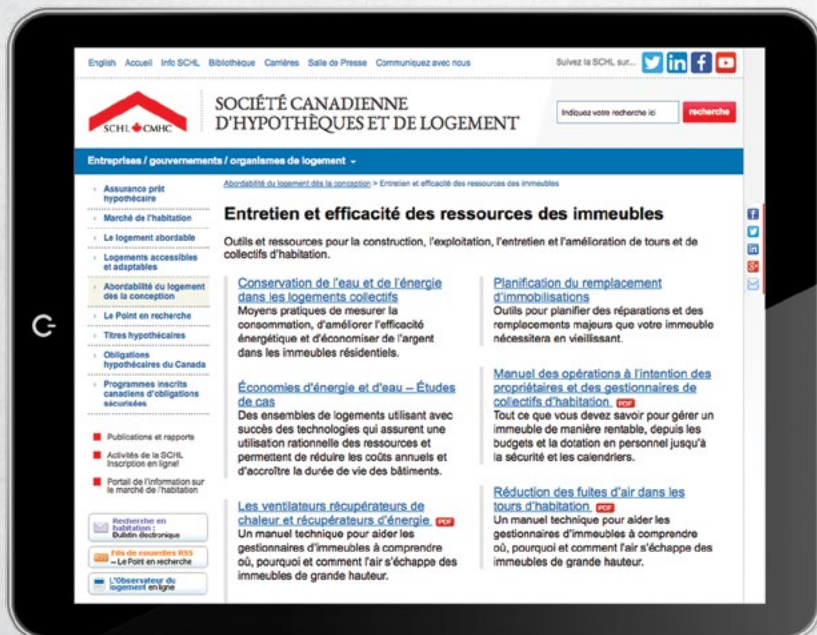 English Accueil Info SCHL Bibliothèque Carrières Salle de Presse Communiquez avec nous
Suivez la SCHL sur...
SCHL CMHC
SOCIÉTÉ CANADIENNE
D'HYPOTHÈQUES ET DE LOGEMENT
Indiquez votre recherche ici
recherche
Entreprises / gouvernements / organismes de logement
Assurance prêt
hypothécaire
Marché de l'habitation
Le logement abordable
Logements accessibles
et adaptables
Abordabilité du logement
dès la conception
Le Point en recherche
Titres hypothécaires
Obligations
hypothécaires du Canada
Programmes inscrits
canadiens d'obligations
sécurisées
Publications et rapports
Activités de la SCHL
Inscription en ligne!
Portail de l'information sur
le marché de l'habitation
Recherche en
habitation :
Bulletin électronique
RSS
Fils de nouvelles RSS
– Le Point en recherche
L'Observateur du
logement en ligne
Abordabilité du logement dès la conception > Entretien et efficacité des ressources des immeubles
Entretien et efficacité des ressources des immeubles
Outils et ressources pour la construction, l'exploitation, l'entretien et l'amélioration de tours et de
collectifs d'habitation.
Conservation de l'eau et de l'énergie
dans les logements collectifs
Moyens pratiques de mesurer la
consommation, d'améliorer l'efficacité
énergétique et d'économiser de l'argent
dans les immeubles résidentiels.
Économies d'énergie et d'eau – Études
de cas
Des ensembles de logements utilisant avec
succès des technologies qui assurent une
utilisation rationnelle des ressources et
permettent de réduire les coûts annuels et
d'accroître la durée de vie des bâtiments.
Les ventilateurs récupérateurs de
chaleur et récupérateurs d'énergie PDF
Un manuel technique pour aider les
gestionnaires d'immeubles à comprendre
où, pourquoi et comment l'air s'échappe des
immeubles de grande hauteur.
Planification du remplacement
d'immobilisations
Outils pour planifier des réparations et des
remplacements majeurs que votre immeuble
nécessitera en vieillissant.
Manuel des opérations à l'intention des
propriétaires et des gestionnaires de
collectifs d'habitation PDF
Tout ce que vous devez savoir pour gérer un
immeuble de manière rentable, depuis les
budgets et la dotation en personnel jusqu'à
la sécurité et les calendriers.
Réduction des fuites d'air dans les
tours d'habitation PDF
Un manuel technique pour aider les
gestionnaires d'immeubles à comprendre
où, pourquoi et comment l'air s'échappe des
immeubles de grande hauteur.